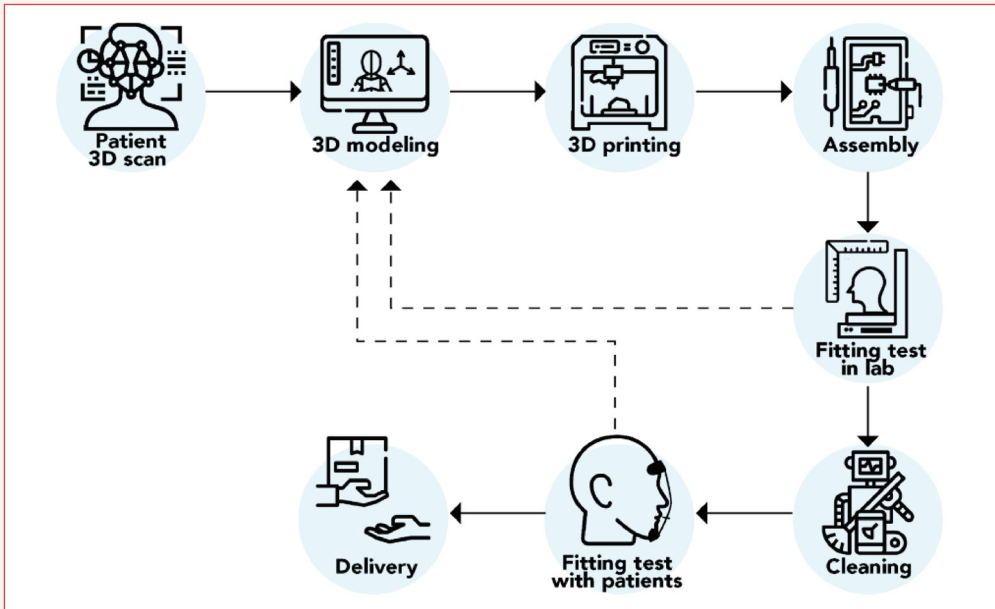 Patient
3D scan
3D modeling
3D printing
Assembly
Fitting test
in lab
Delivery
Fitting test
with patients
Cleaning